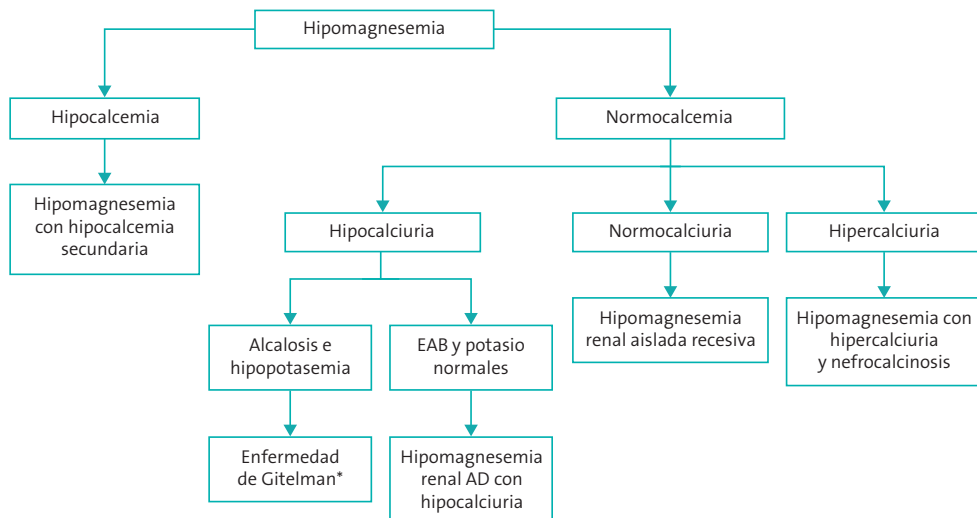 Hipomagnesemia
Hipocalcemia
Normocalcemia
Hipomagnesemia
con hipocalcemia
secundaria
Hipocalciuria
Normocalciuria
Hipercalciuria
Alcalosis e
hipopotasemia
EAB y potasio
normales
Hipomagnesemia
renal aislada recesiva
Hipomagnesemia con
hipercalciuria
y nefrocalcinosis
Enfermedad
de Gitelman*
Hipomagnesemia
renal AD con
hipocalciuria